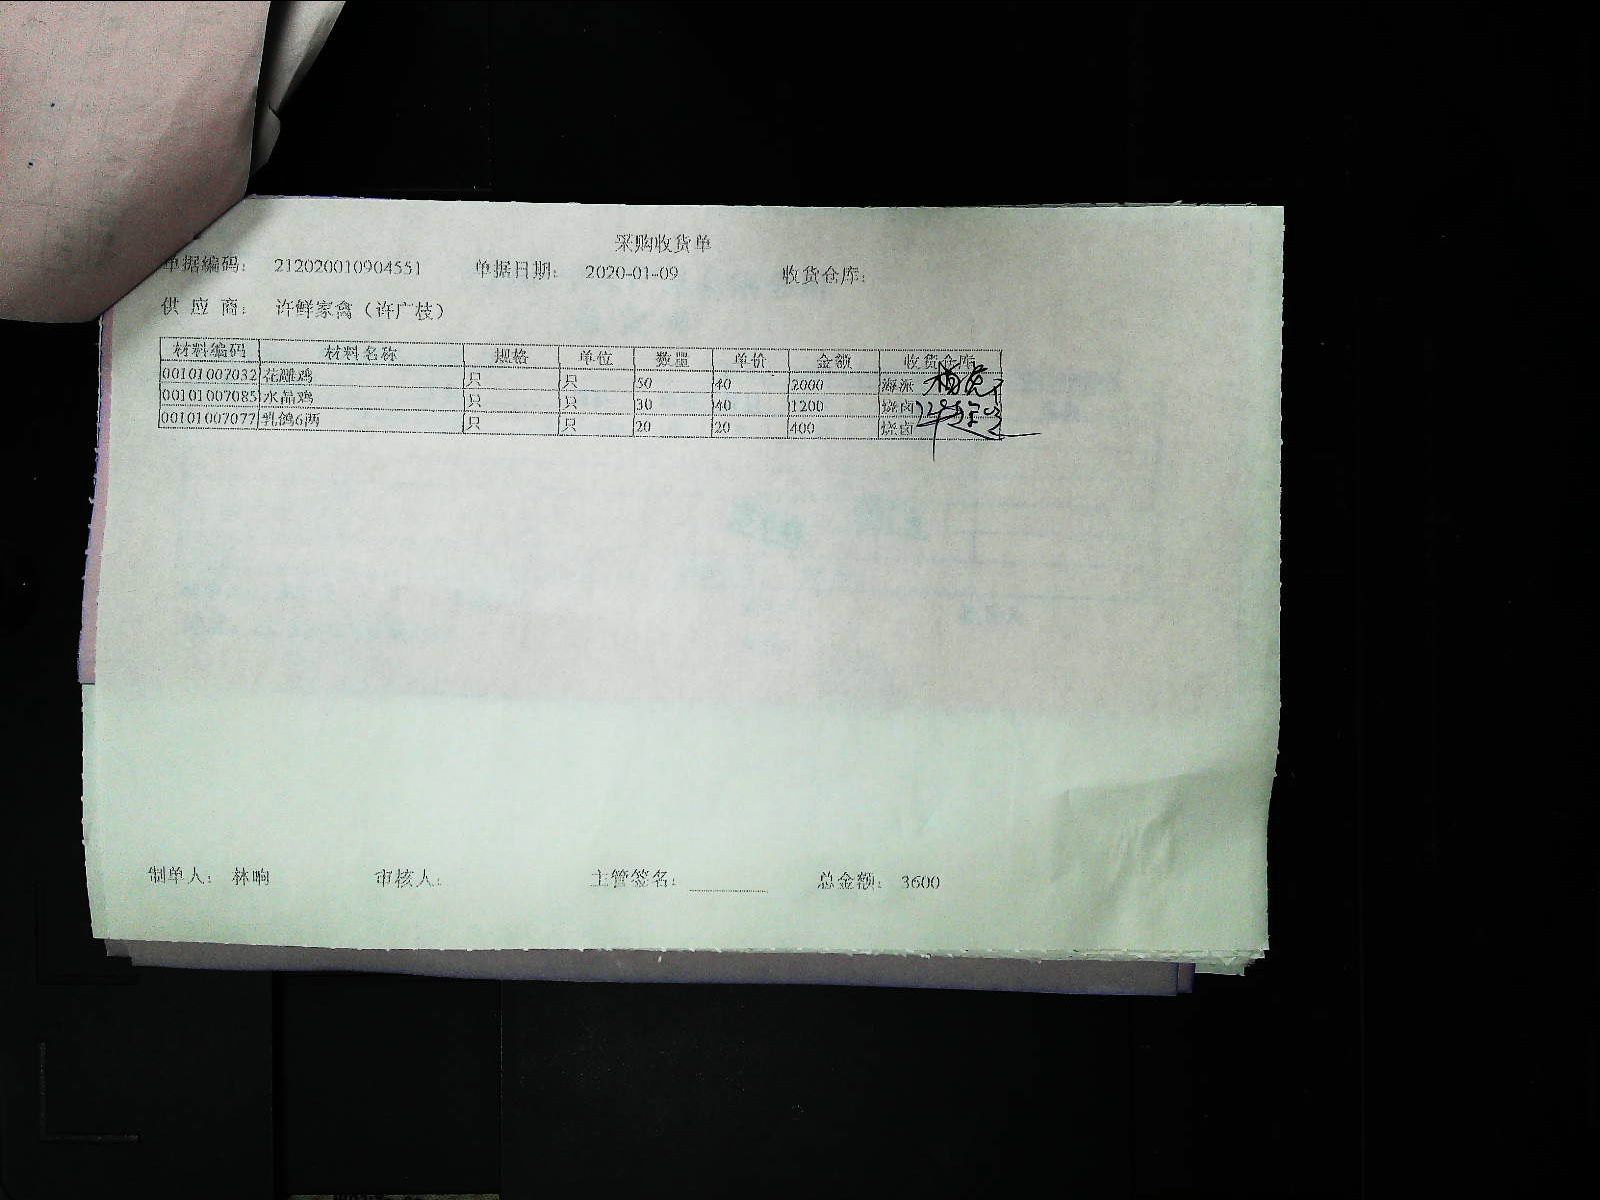 采购收货单
单据编码： 212020010904551 单据日期： 2020-01-09 收货仓库：
供 应 商： 许鲜家禽（许广枝）
材料编码 材料名称 规格 单位 数量 单价 金额 收货仓库
00101007032 花雕鸡 只 只 50 40 2000 海派
00101007085 水晶鸡 只 只 30 40 1200 烧卤
00101007077 乳鸽6两 只 只 20 20 400 烧卤
制单人： 林晌 审核人： 主管签名： 总金额： 3600